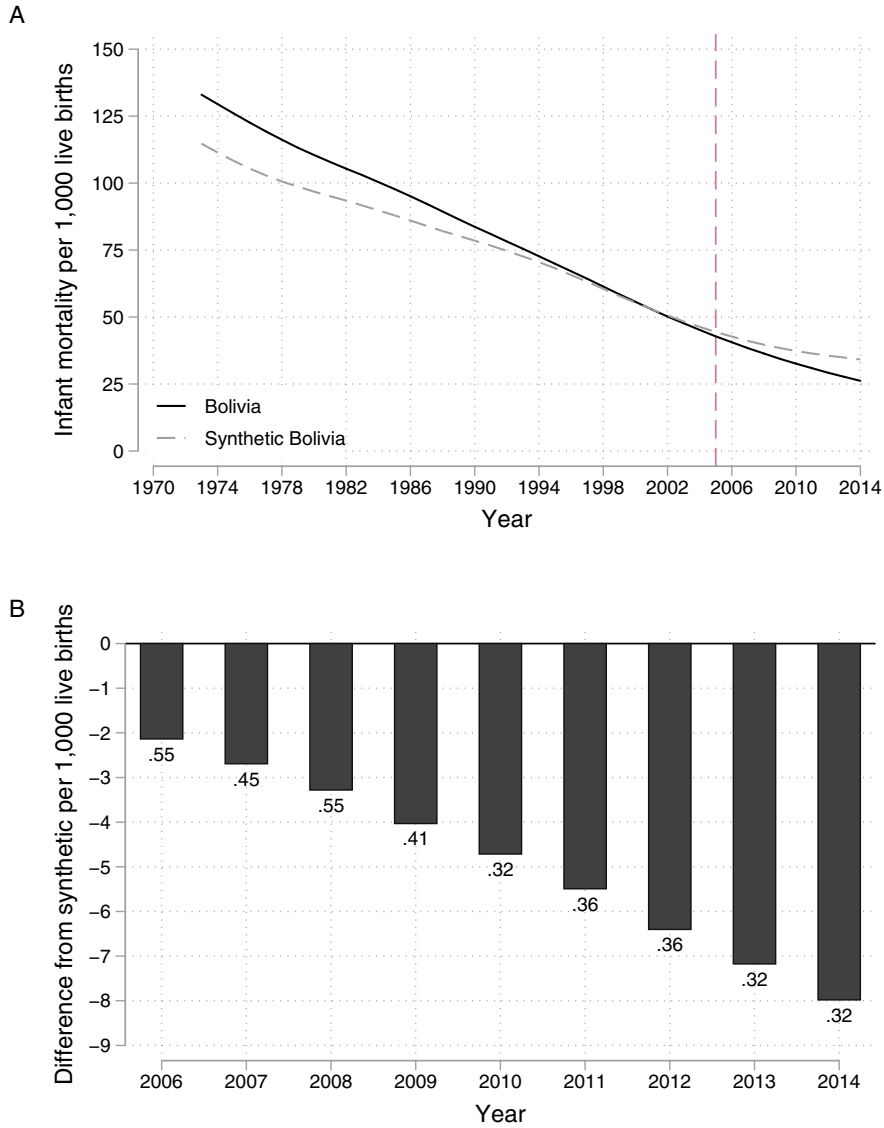 A
Infant mortality per 1,000 live births
150
125
100
75
50
25
0
Bolivia
Synthetic Bolivia
1970 1974 1978 1982 1986 1990 1994 1998 2002 2006 2010 2014
Year
B
Difference from synthetic per 1,000 live births
0
−1
−2
−3
−4
−5
−6
−7
−8
−9
.55
.45
.55
.41
.32
.36
.36
.32
.32
2006 2007 2008 2009 2010 2011 2012 2013 2014
Year